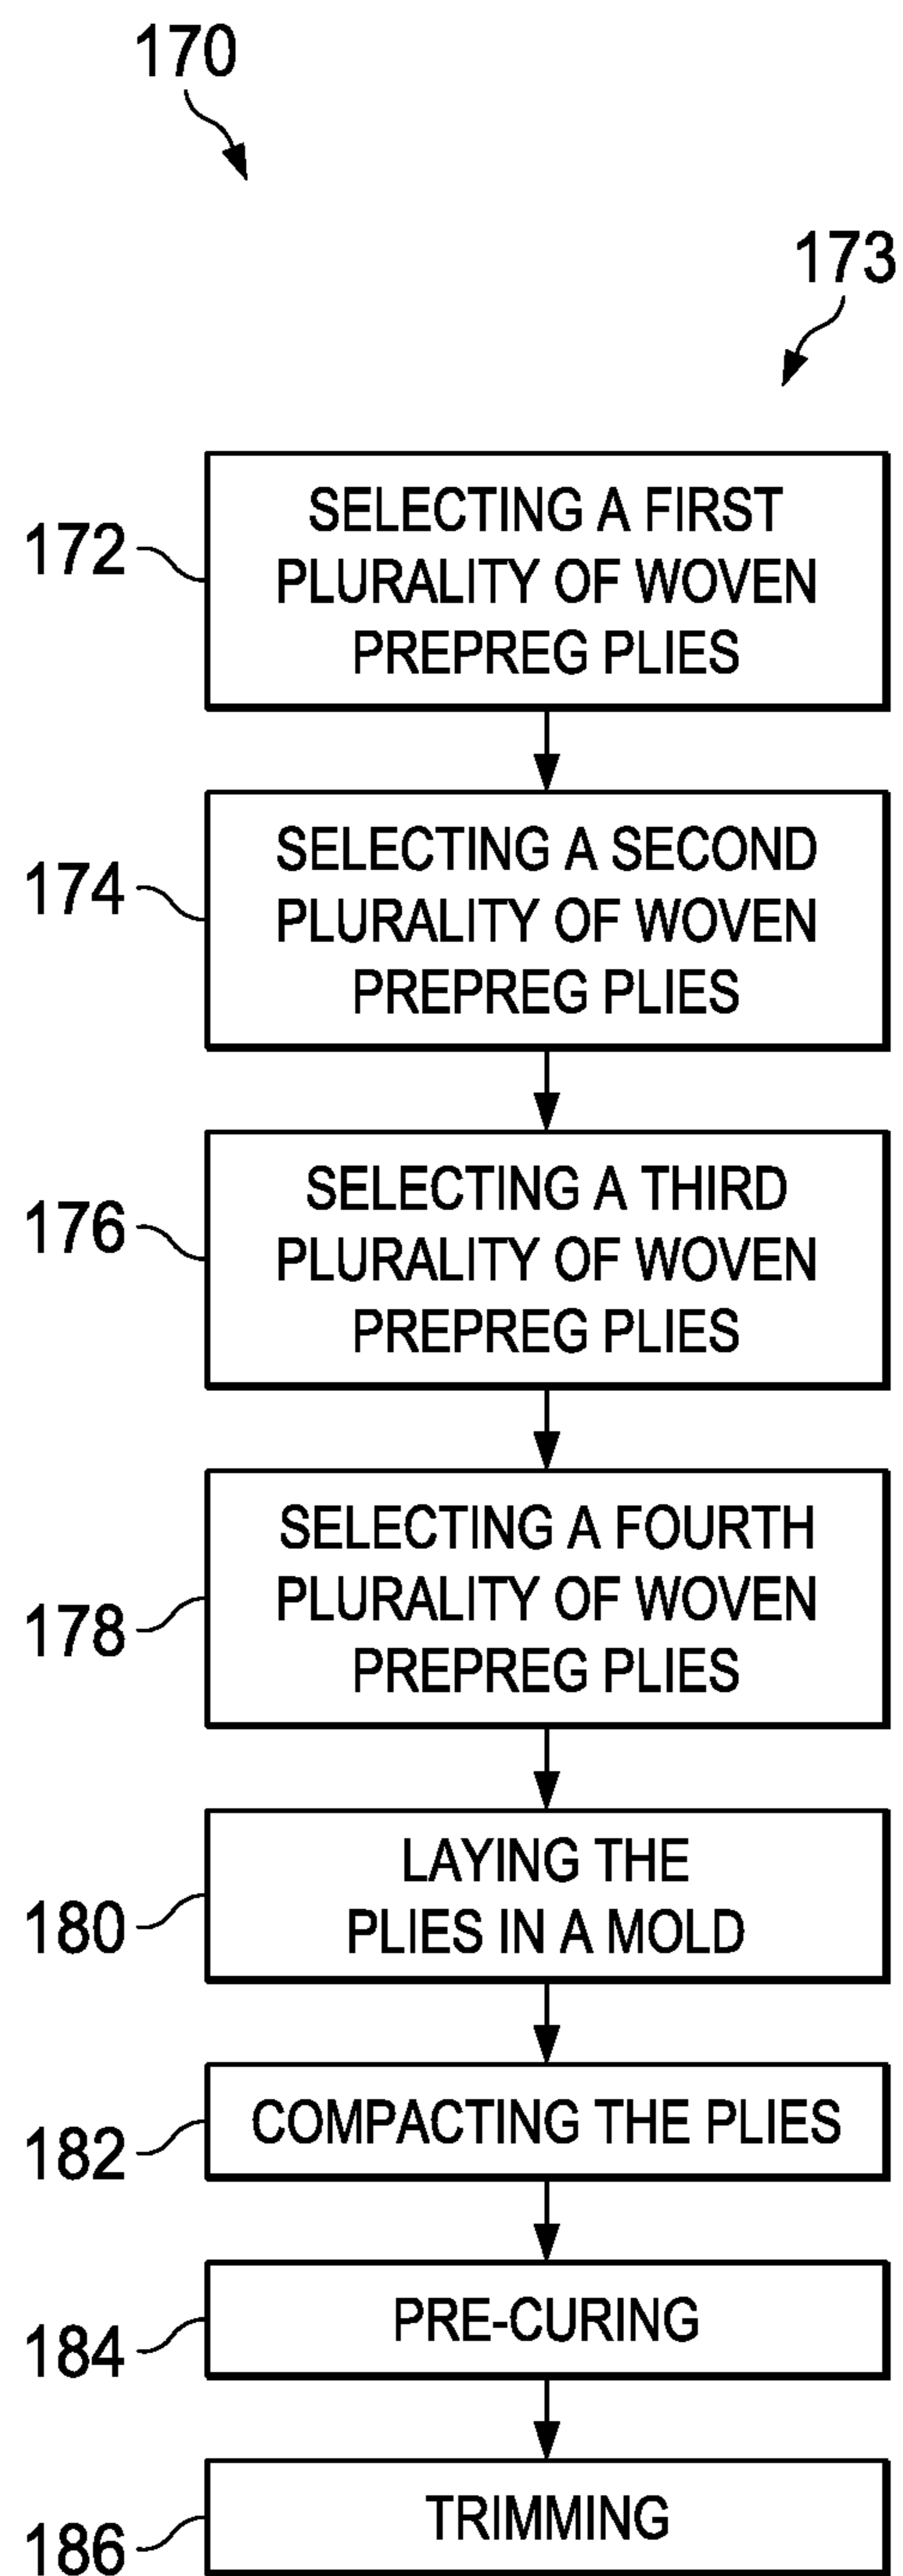 170
173
172
SELECTING A FIRST
PLURALITY OF WOVEN
PREPREG PLIES
174
SELECTING A SECOND
PLURALITY OF WOVEN
PREPREG PLIES
176
SELECTING A THIRD
PLURALITY OF WOVEN
PREPREG PLIES
178
SELECTING A FOURTH
PLURALITY OF WOVEN
PREPREG PLIES
180
LAYING THE
PLIES IN A MOLD
182
COMPACTING THE PLIES
184
PRE-CURING
186
TRIMMING